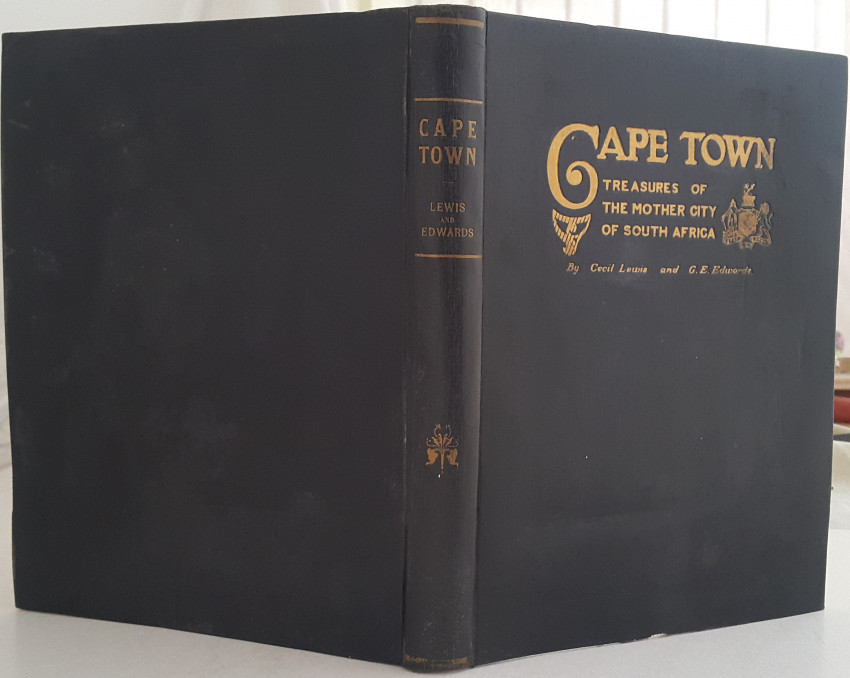 CAPE
TOWN
LEWIS
AND
EDWARDS
CAPE TOWN
TREASURES OF
THE MOTHER CITY
OF SOUTH AFRICA
By Cecil Lewis and G. E. Edwards.